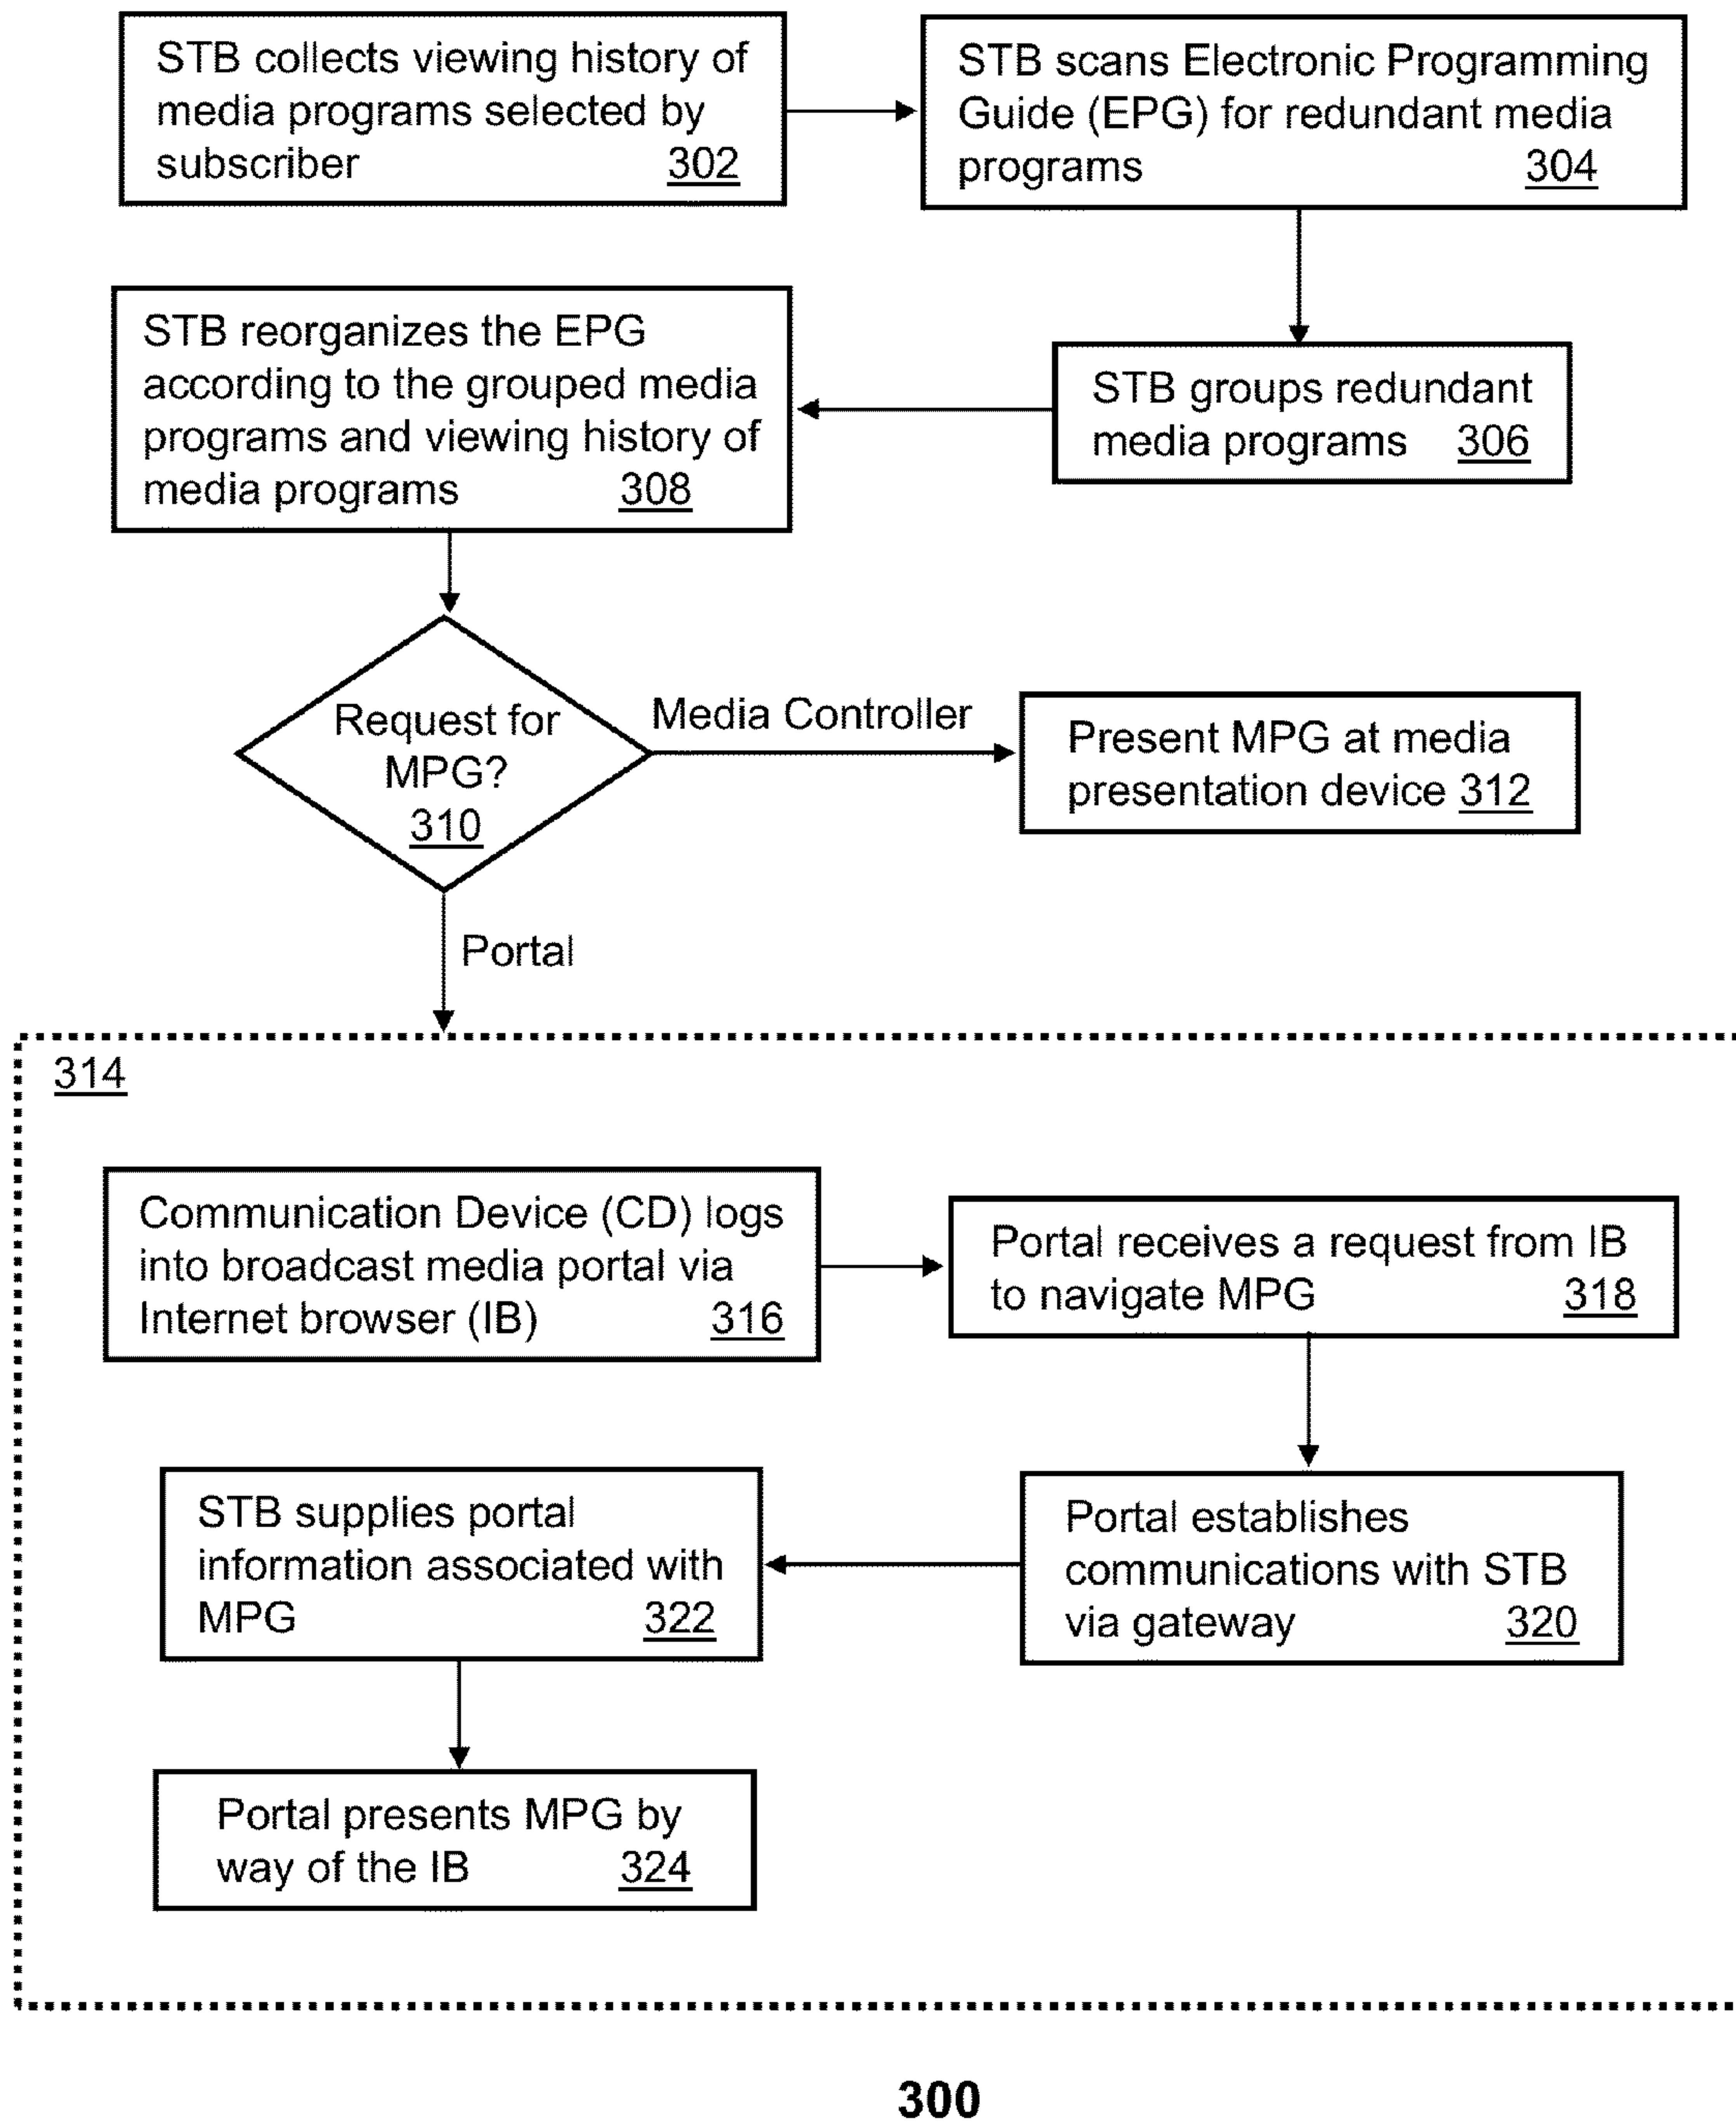 STB collects viewing history of
media programs selected by
subscriber 302
STB scans Electronic Programming
Guide (EPG) for redundant media
programs 304
STB groups redundant
media programs 306
STB reorganizes the EPG
according to the grouped media
programs and viewing history of
media programs 308
Request for
MPG?
310
Media Controller
Present MPG at media
presentation device 312
Portal
314
Communication Device (CD) logs
into broadcast media portal via
Internet browser (IB) 316
Portal receives a request from IB
to navigate MPG 318
Portal establishes
communications with STB
via gateway 320
STB supplies portal
information associated with
MPG 322
Portal presents MPG by
way of the IB 324
300